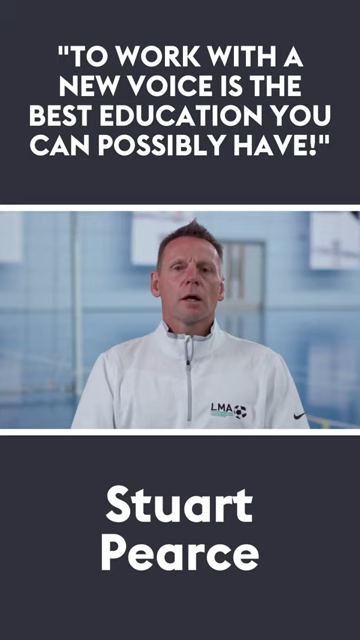 "TO WORK WITH A
NEW VOICE IS THE
BEST EDUCATION YOU
CAN POSSIBLY HAVE!"
LMA
Stuart
Pearce